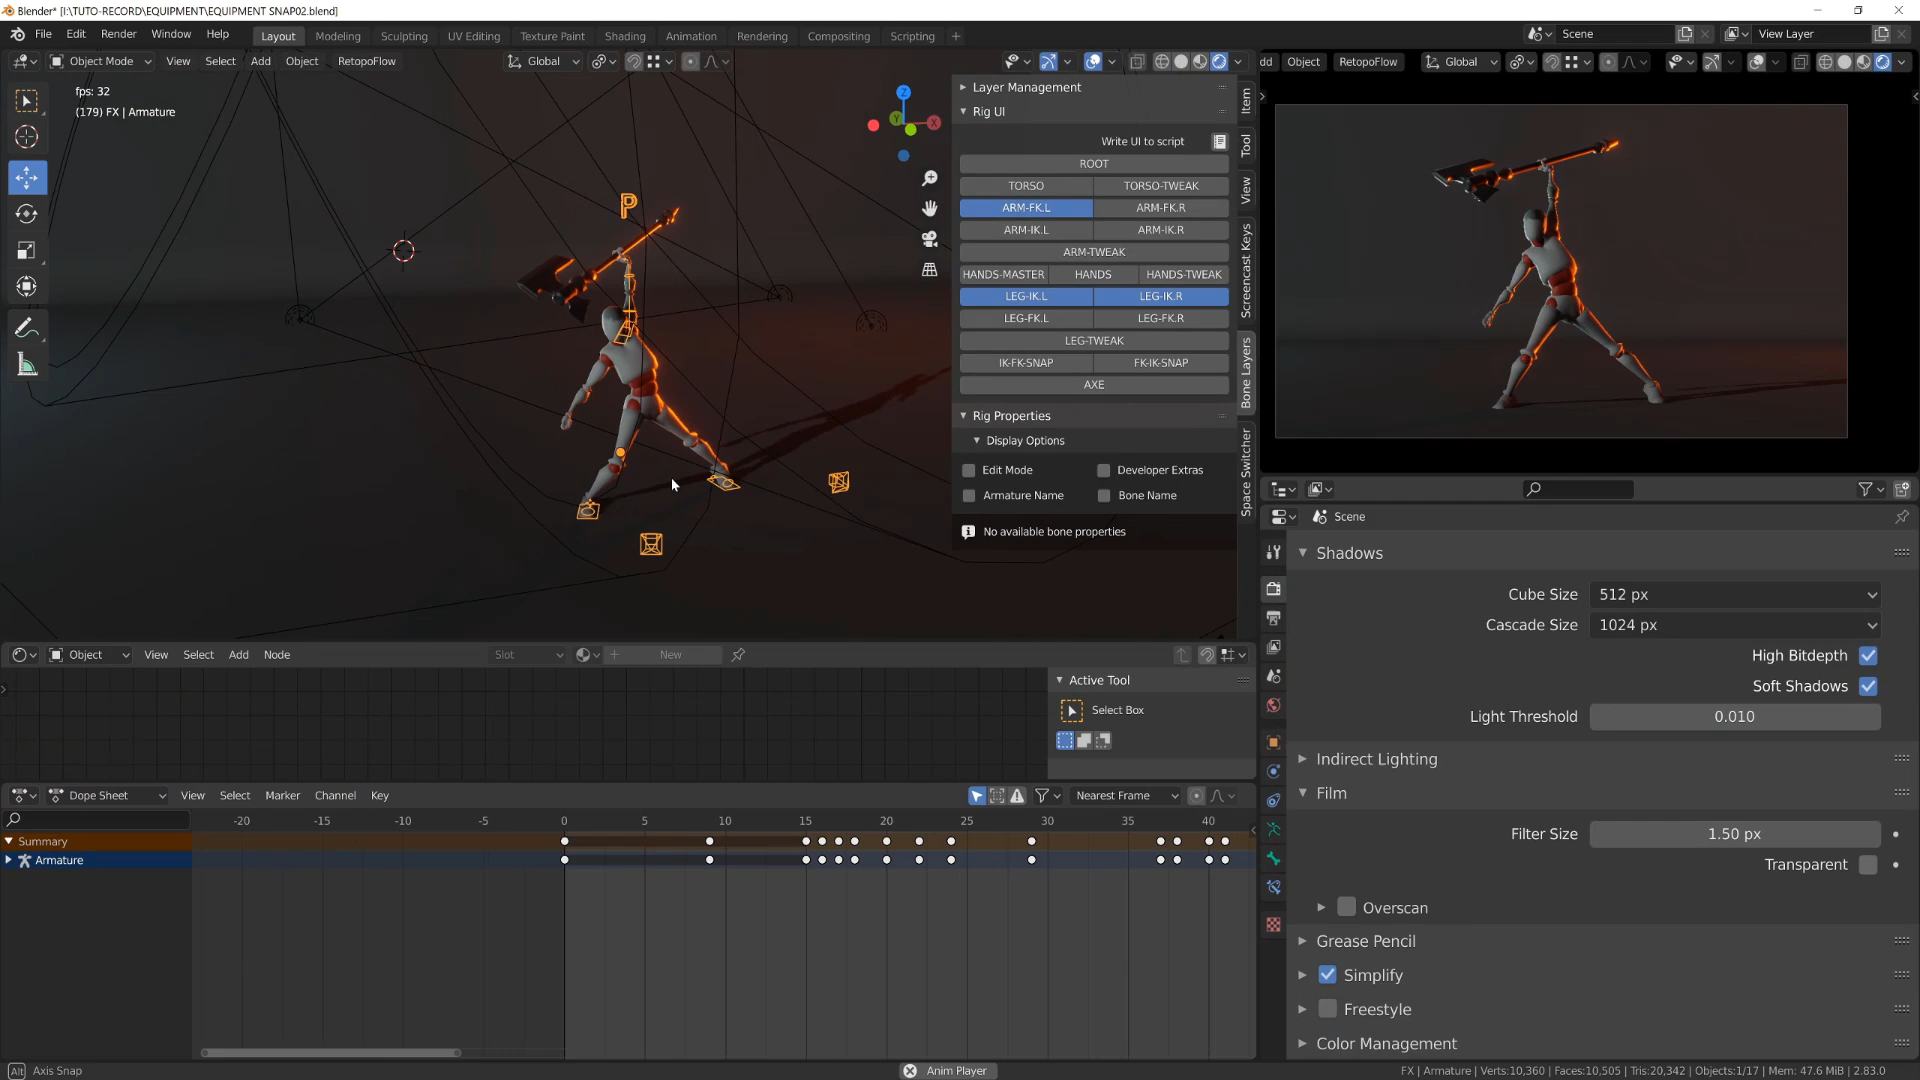 Blender* [I:\TUTO-RECORD\EQUIPMENT\EQUIPMENT SNAP02.blend]
File Edit Render Window Help Layout Modeling Sculpting UV Editing Texture Paint Shading Animation Rendering Compositing Scripting + Scene View Layer
Object Mode View Select Add Object RetopoFlow Global
dd Object RetopoFlow Global
fps: 32
(179) FX | Armature
Z
Y
X
P
Layer Management
Rig UI
Write UI to script
ROOT
TORSO TORSO-TWEAK
ARM-FK.L ARM-FK.R
ARM-IK.L ARM-IK.R
ARM-TWEAK
HANDS-MASTER HANDS HANDS-TWEAK
LEG-IK.L LEG-IK.R
LEG-FK.L LEG-FK.R
LEG-TWEAK
IK-FK-SNAP FK-IK-SNAP
AXE
Rig Properties
Display Options
Edit Mode Developer Extras
Armature Name Bone Name
No available bone properties
Item
Tool
View
Screencast Keys
Bone Layers
Space Switcher
Scene
Shadows
Cube Size 512 px
Cascade Size 1024 px
High Bitdepth
Soft Shadows
Light Threshold 0.010
Indirect Lighting
Film
Filter Size 1.50 px
Transparent
Overscan
Grease Pencil
Simplify
Freestyle
Color Management
Object View Select Add Node Slot New
Active Tool
Select Box
Dope Sheet View Select Marker Channel Key Nearest Frame
-20 -15 -10 -5 0 5 10 15 20 25 30 35 40
Summary
Armature
Alt Axis Snap Anim Player FX | Armature | Verts:10,360 | Faces:10,505 | Tris:20,342 | Objects:1/17 | Mem: 47.6 MiB | 2.83.0